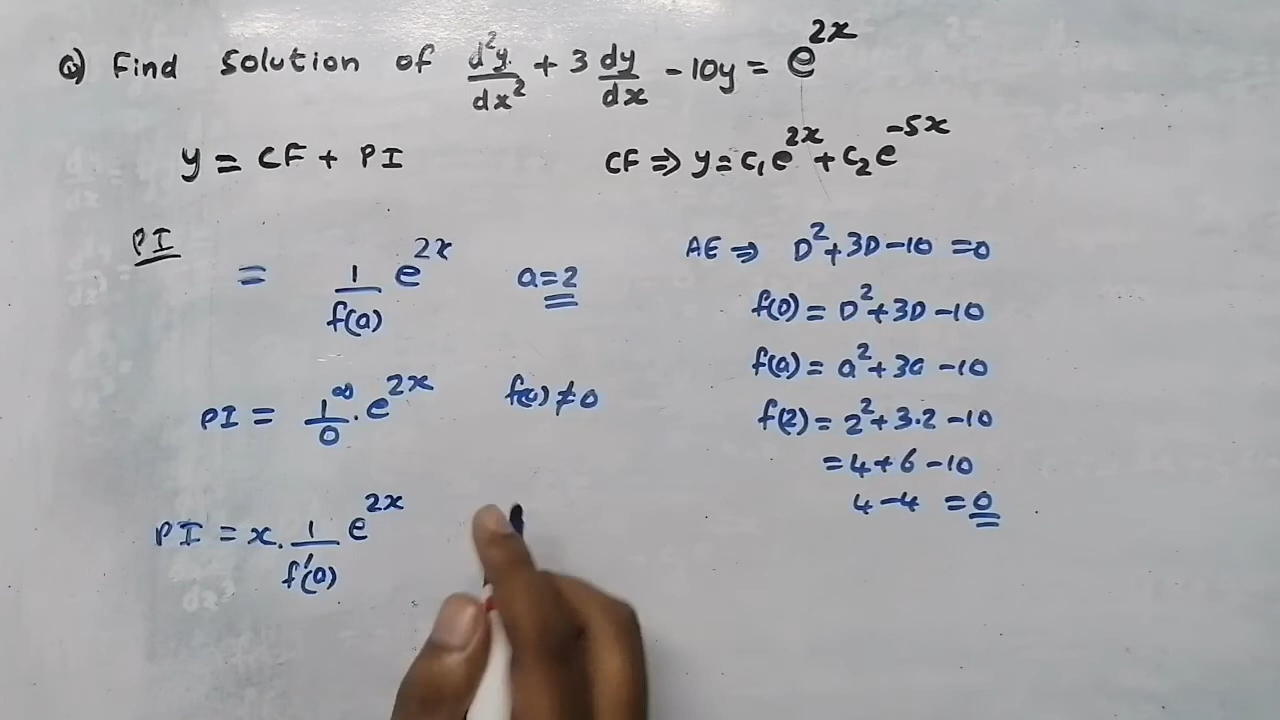 Q) Find solution of d²y/dx² + 3 dy/dx - 10y = e^2x
y = CF + PI
CF ⇒ y = C₁e^2x + C₂e^-5x
PI
= 1/f(a) e^2x a=2
PI = 1/0 ∞ . e^2x f(a) ≠ 0
PI = x. 1/f'(a) e^2x
AE ⇒ D² + 3D - 10 = 0
f(D) = D² + 3D - 10
f(a) = a² + 3a - 10
f(2) = 2² + 3.2 - 10
= 4 + 6 - 10
4 - 4 = 0